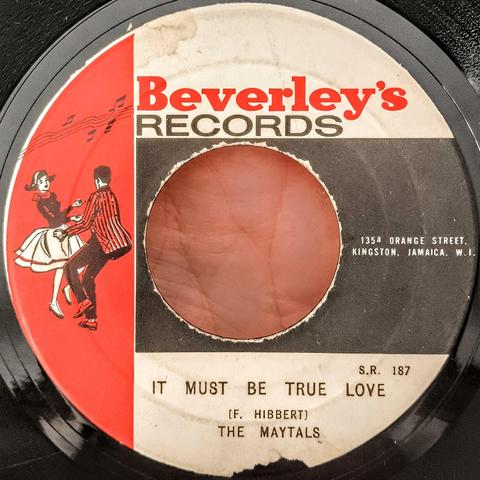 Beverley's
RECORDS
135ª ORANGE STREET,
KINGSTON, JAMAICA, W.I.
S.R. 187
IT MUST BE TRUE LOVE
(F. HIBBERT)
THE MAYTALS